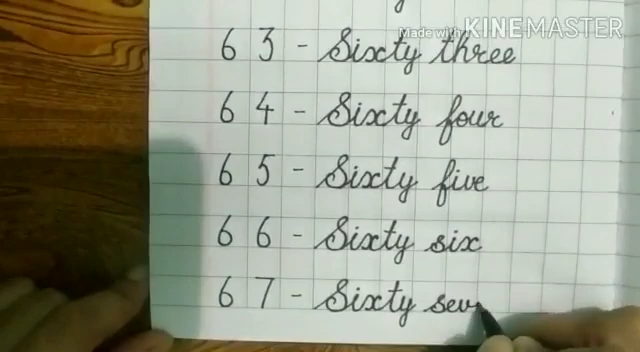 Made with KINEMASTER
63 - Sixty three
64 - Sixty four
65 - Sixty five
66 - Sixty six
67 - Sixty sev